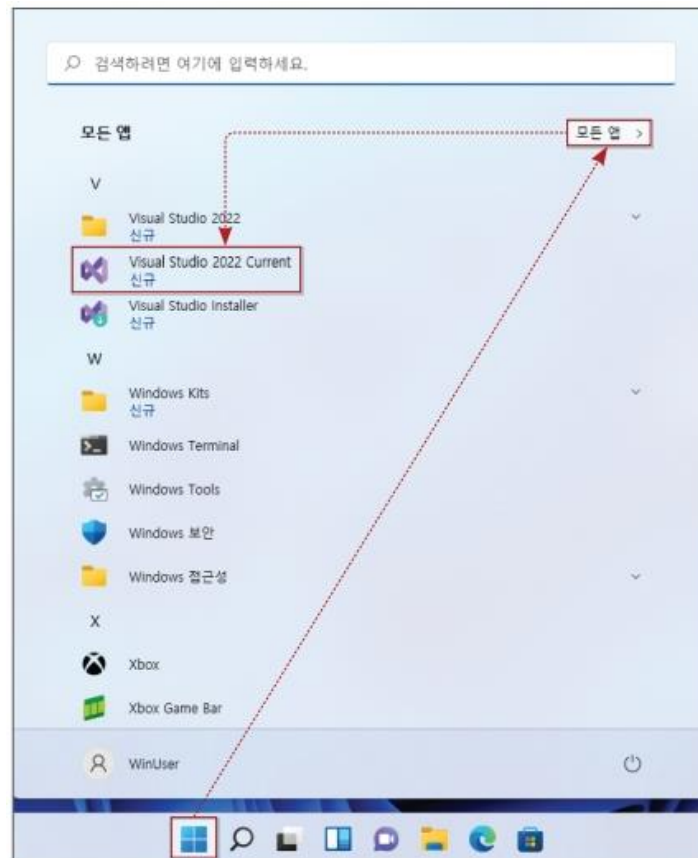 검색하려면 여기에 입력하세요.
모든 앱
모든 앱 >
V
Visual Studio 2022
신규
Visual Studio 2022 Current
신규
Visual Studio Installer
신규
W
Windows Kits
신규
Windows Terminal
Windows Tools
Windows 보안
Windows 접근성
X
Xbox
Xbox Game Bar
WinUser